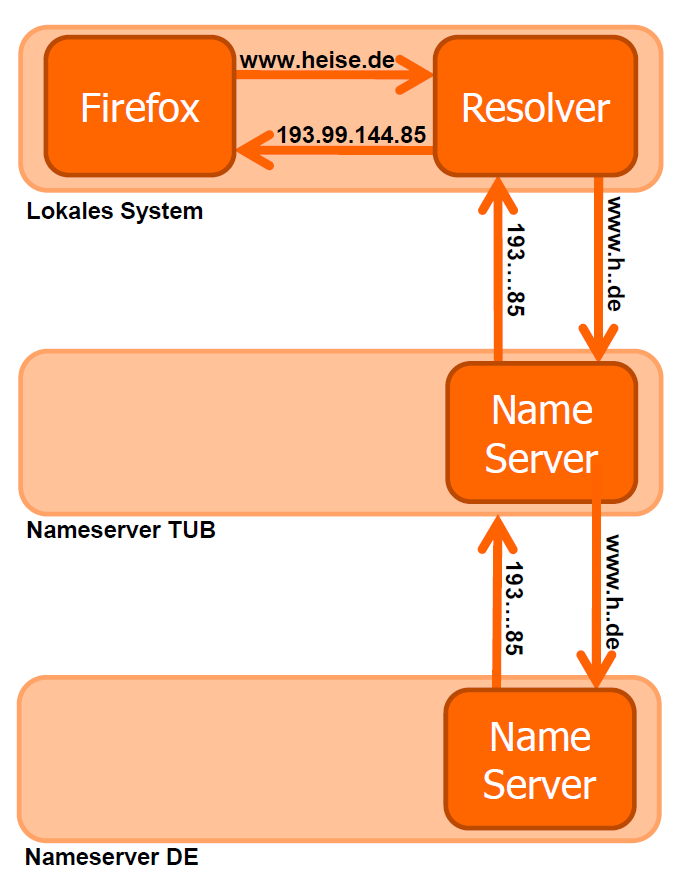 www.heise.de
Firefox
Resolver
193.99.144.85
Lokales System
193....85
www.h..de
Name
Server
Nameserver TUB
193....85
www.h..de
Name
Server
Nameserver DE